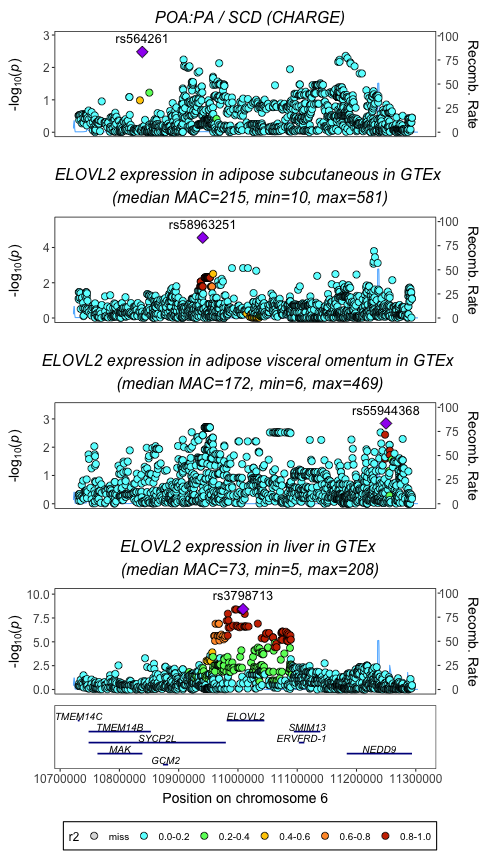 POA:PA / SCD (CHARGE)
rs564261
-log10(p)
0 1 2 3
Recomb. Rate
0 25 50 75 100
ELOVL2 expression in adipose subcutaneous in GTEx
(median MAC=215, min=10, max=581)
rs58963251
-log10(p)
0 2 4
Recomb. Rate
0 25 50 75 100
ELOVL2 expression in adipose visceral omentum in GTEx
(median MAC=172, min=6, max=469)
rs55944368
-log10(p)
0 1 2 3
Recomb. Rate
0 25 50 75 100
ELOVL2 expression in liver in GTEx
(median MAC=73, min=5, max=208)
rs3798713
-log10(p)
0.0 2.5 5.0 7.5 10.0
Recomb. Rate
0 25 50 75 100
TMEM14C ELOVL2
TMEM14B SMIM13
SYCP2L ERVFRD-1
MAK NEDD9
GCM2
10700000 10800000 10900000 11000000 11100000 11200000 11300000
Position on chromosome 6
r2 miss 0.0-0.2 0.2-0.4 0.4-0.6 0.6-0.8 0.8-1.0